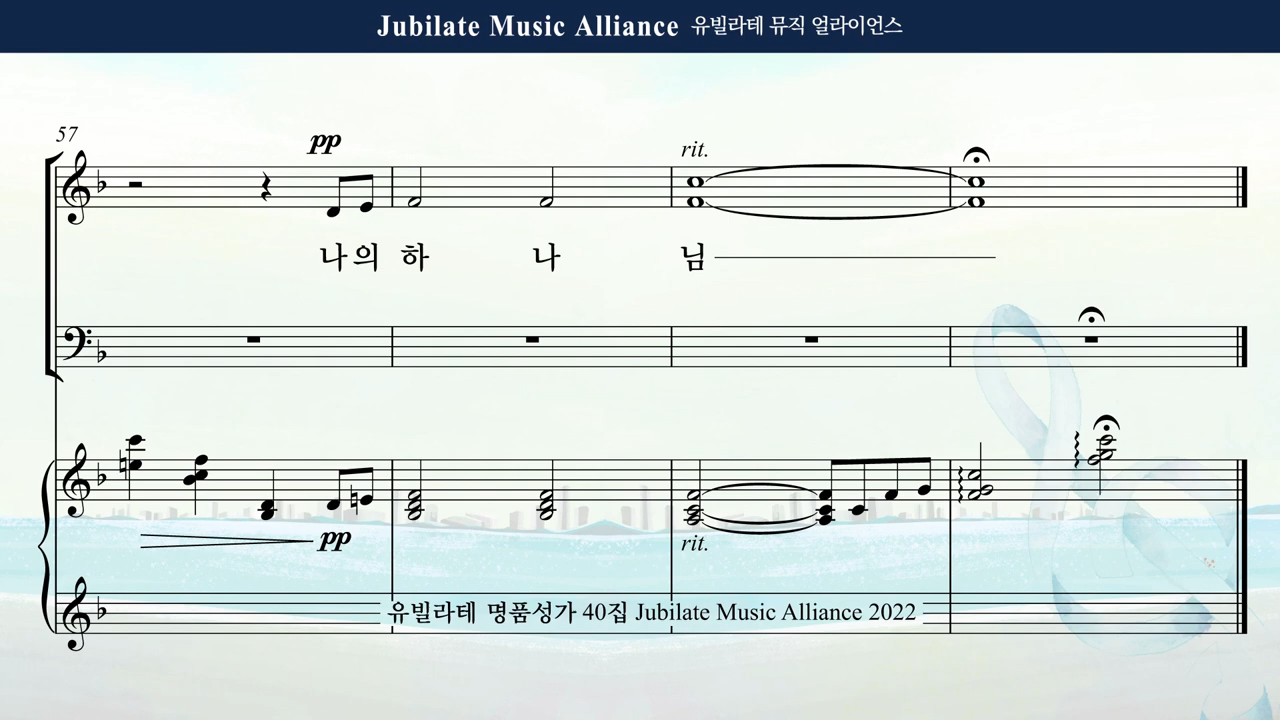 Jubilate Music Alliance 유빌라테 뮤직 얼라이언스
57
pp
rit.
나의 하 나 님
pp
rit.
유빌라테 명품성가 40집 Jubilate Music Alliance 2022